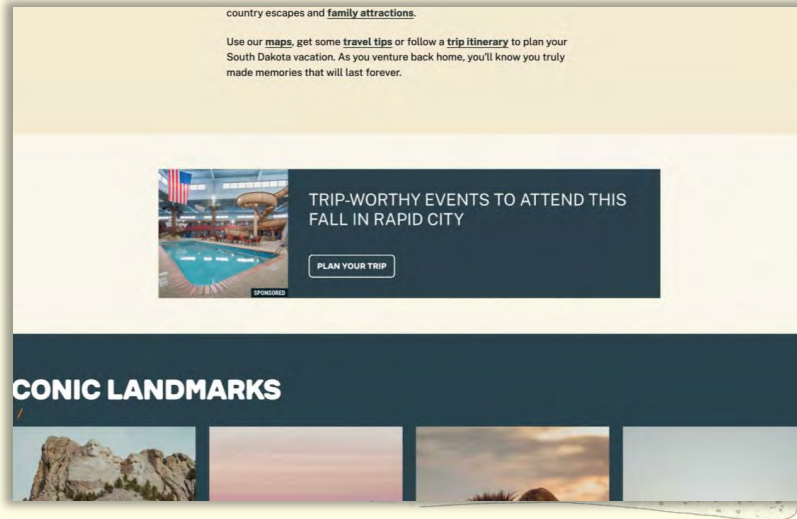 country escapes and family attractions.
Use our maps, get some travel tips or follow a trip itinerary to plan your
South Dakota vacation. As you venture back home, you'll know you truly
made memories that will last forever.
TRIP-WORTHY EVENTS TO ATTEND THIS
FALL IN RAPID CITY
PLAN YOUR TRIP
SPONSORED
CONIC LANDMARKS